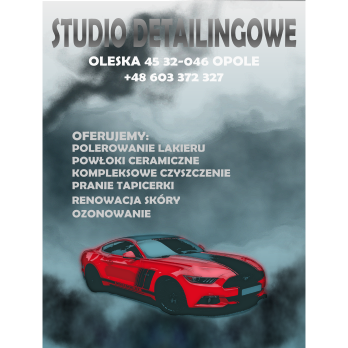 STUDIO DETAILINGOWE
OLESKA 45 32-046 OPOLE
+48 603 372 327
OFERUJEMY:
POLEROWANIE LAKIERU
POWŁOKI CERAMICZNE
KOMPLEKSOWE CZYSZCZENIE
PRANIE TAPICERKI
RENOWACJA SKÓRY
OZONOWANIE